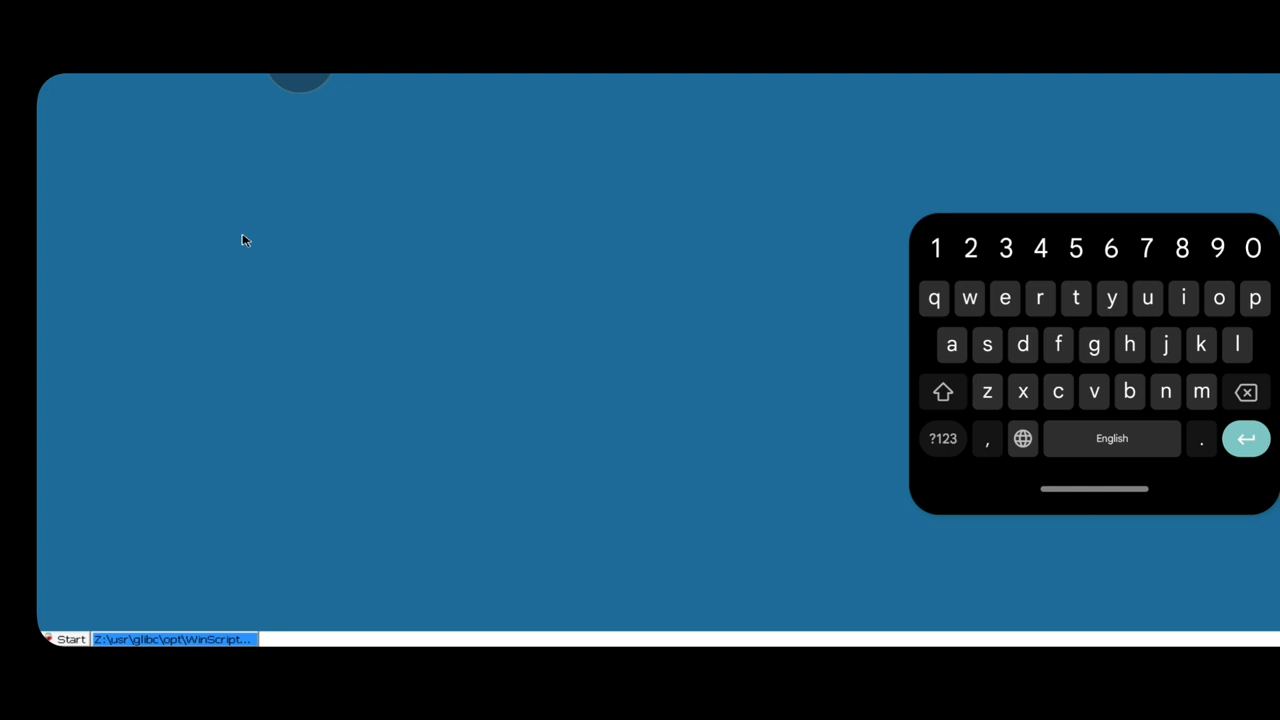 1 2 3 4 5 6 7 8 9 0
q w e r t y u i o p
a s d f g h j k l
z x c v b n m
?123 , English .
Start Z:\usr\glibc\opt\WinScript...